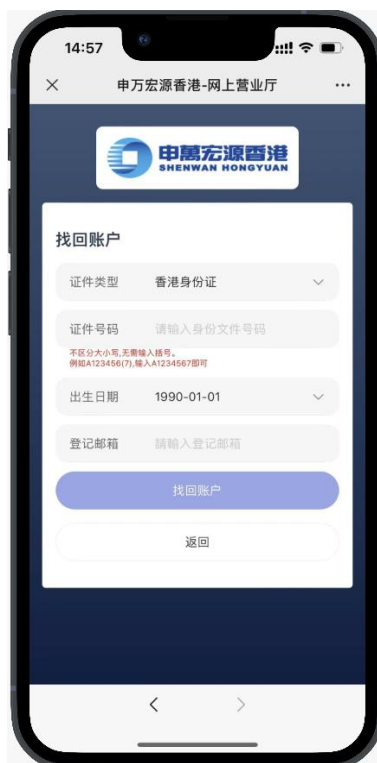 14:57
申万宏源香港-网上营业厅
申萬宏源香港
SHENWAN HONGYUAN
找回账户
证件类型 香港身份证
证件号码 请输入身份文件号码
不区分大小写,无需输入括号。
例如A123456(7),输入A1234567即可
出生日期 1990-01-01
登记邮箱 請輸入登记邮箱
找回账户
返回